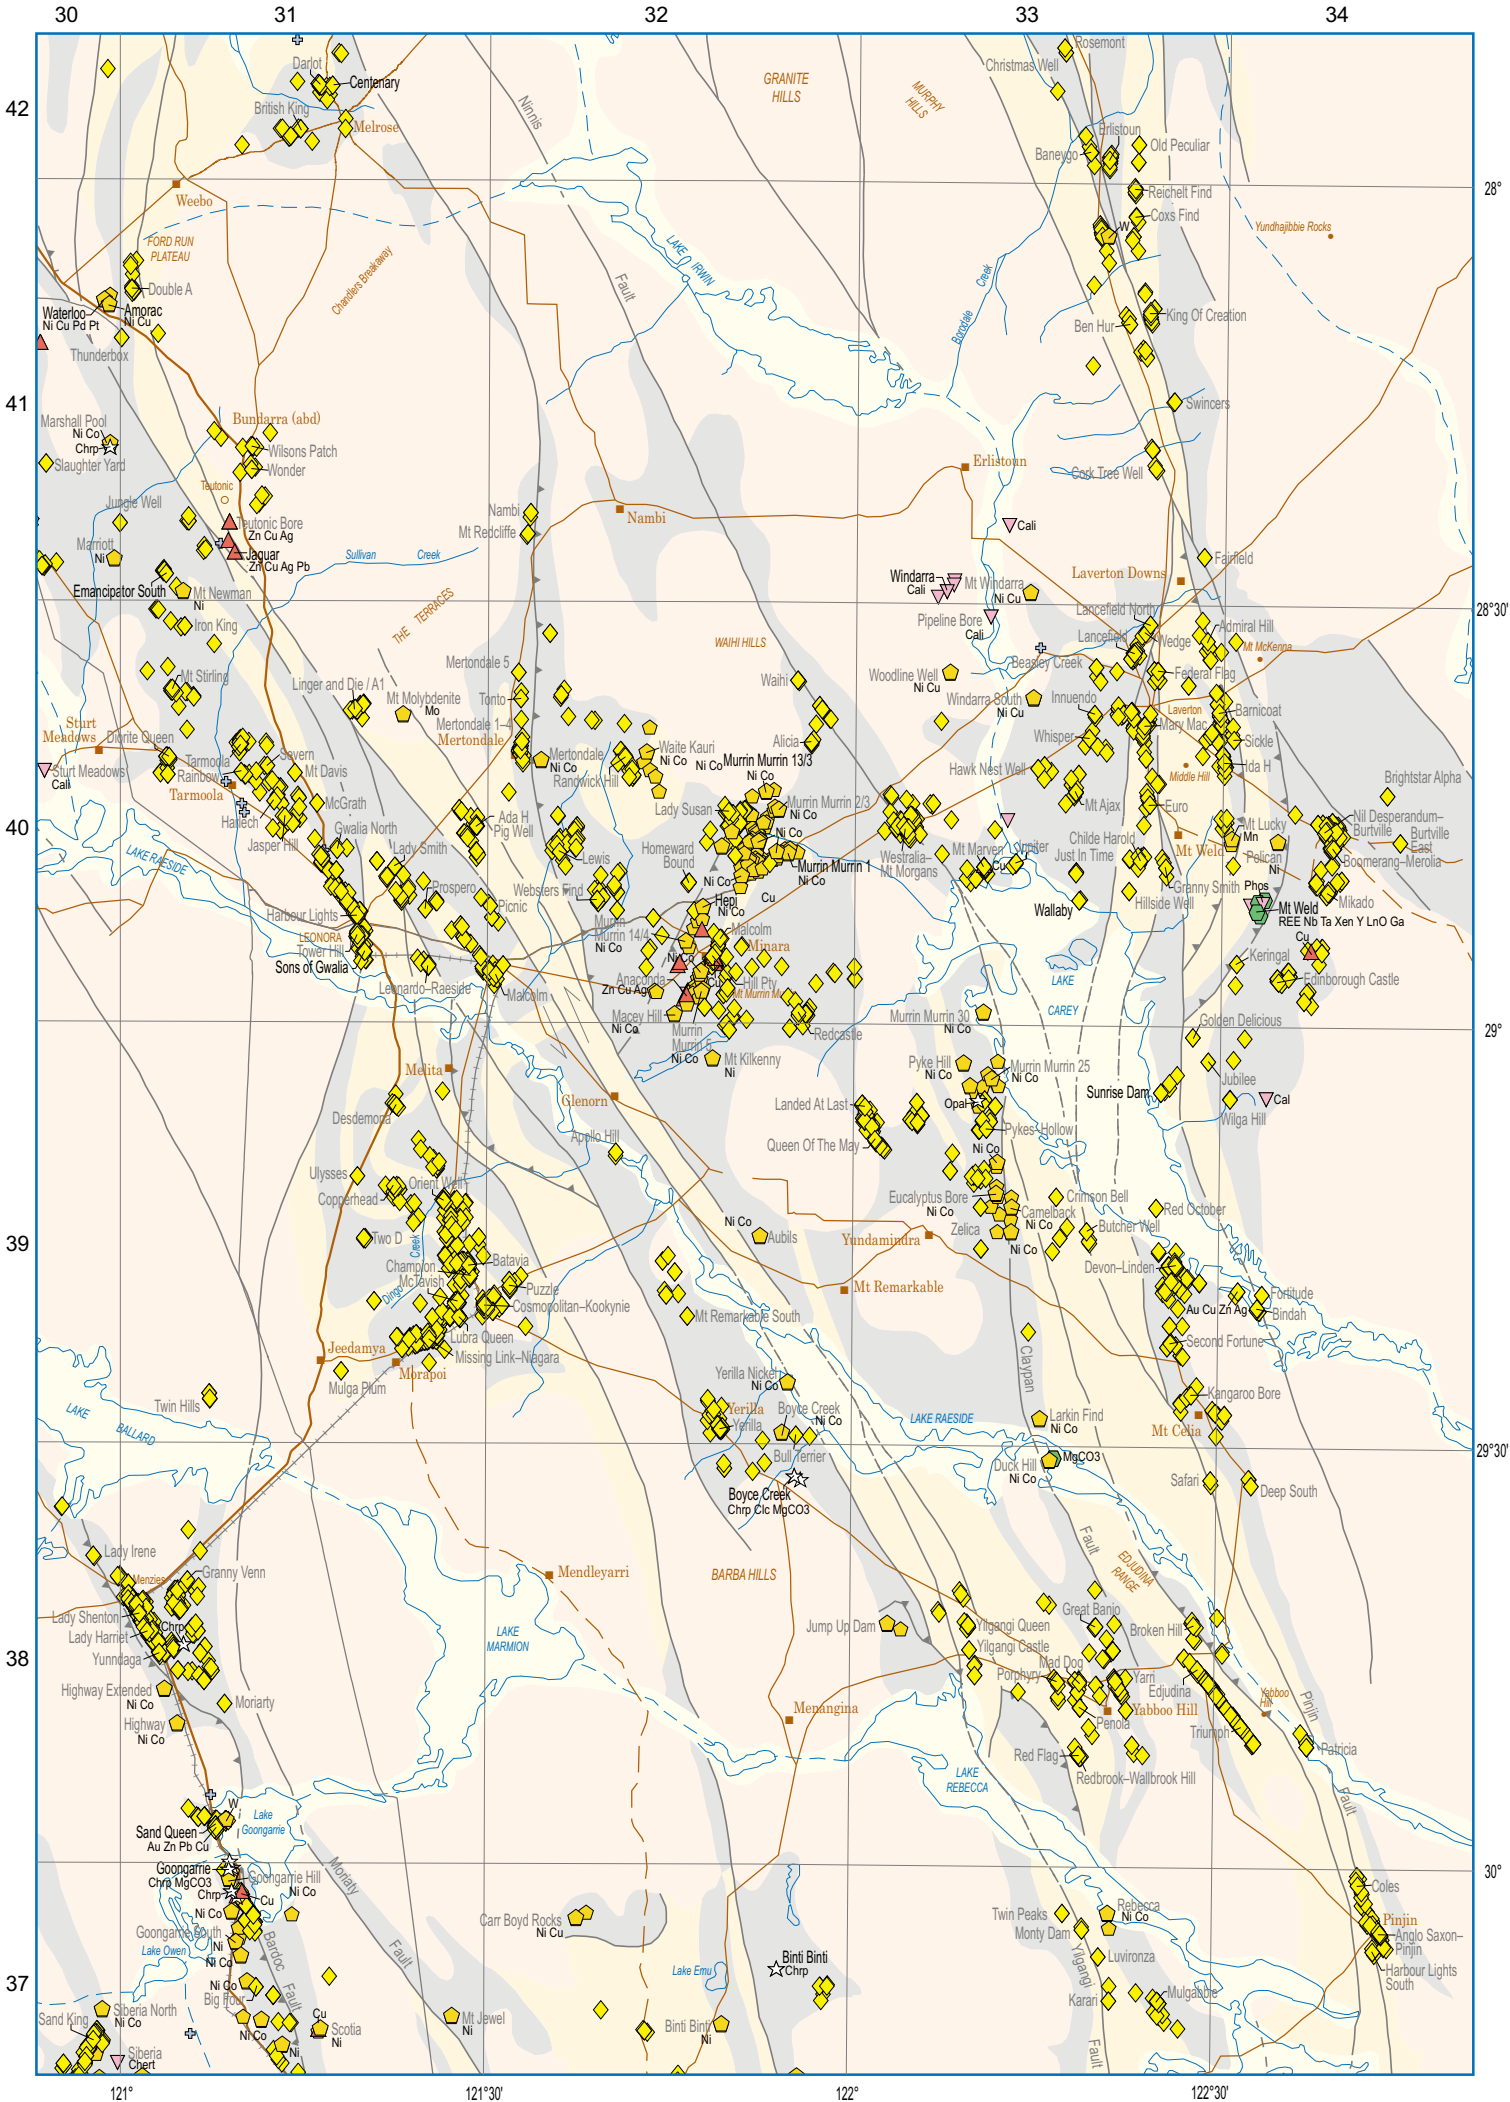 30 31 32 33 34
42
41
40
39
38
37
28°
28°30'
29°
29°30'
30°
121° 121°30' 122° 122°30'
Darlot
Centenary
British King
Melrose
Weebo
FORD RUN
PLATEAU
Double A
Waterloo
Ni Cu Pd Pt
Amorac
Ni Cu
Thunderbox
Chandlers Breakaway
Ninnis
Fault
GRANITE
HILLS
MURPHY
HILLS
LAKE IRWIN
Christmas Well
Rosemont
Erlistoun
Baneygo
Old Peculiar
Reichelt Find
Coxs Find
W
Yundhajibbie Rocks
Borodale
Creek
Ben Hur
King Of Creation
Swincers
Marshall Pool
Ni Co
Chrp
Slaughter Yard
Bundarra (abd)
Wilsons Patch
Wonder
Teutonic
Jungle Well
Teutonic Bore
Zn Cu Ag
Jaguar
Zn Cu Ag Pb
Marriott
Ni
Emancipator South
Mt Newman
Ni
Iron King
Sullivan Creek
THE TERRACES
Nambi
Mt Redcliffe
Nambi
Erlistoun
Cork Tree Well
Cali
Windarra
Cali
Mt Windarra
Ni Cu
Pipeline Bore
Cali
Fairfield
Laverton Downs
Lancefield North
Lancefield
Wedge
Admiral Hill
Mt McKenna
Beasley Creek
Federal Flag
Woodline Well
Ni Cu
Windarra South
Ni Cu
Innuendo
Laverton
Barnicoat
Mary Mac
Whisper
Sickle
Ida H
Hawk Nest Well
Middle Hill
Mt Ajax
Euro
Brightstar Alpha
WAIHI HILLS
Waihi
Alicia
Mt Stirling
Linger and Die / A1
Mt Molybdenite
Mo
Mertondale 5
Tonto
Mertondale 1–4
Mertondale
Mertondale
Ni Co
Randwick Hill
Waite Kauri
Ni Co
Ni Co
Murrin Murrin 13/3
Ni Co
Lady Susan
Murrin Murrin 2/3
Ni Co
Ni Co
Sturt
Meadows
Diorite Queen
Sturt Meadows
Cali
Tarmoola
Rainbow
Tarmoola
Severn
Mt Davis
McGrath
Harlech
Jasper Hill
Gwalia North
Lady Smith
Ada H
Pig Well
Lewis
Homeward
Bound
Websters Find
Murrin Murrin 1
Ni Co
Ni Co
Cu
Hepi
Ni Co
Westralia–
Mt Morgans
Mt Marven
Cu
Jupiter
Childe Harold
Just In Time
Mt Weld
Mt Lucky
Mn
Pelican
Ni
Nil Desperandum–
Burtville
Burtville
East
Boomerang–Merolia
Granny Smith
Mikado
Hillside Well
Wallaby
Phos
Mt Weld
REE Nb Ta Xen Y LnO Ga
Cu
Keringal
Edinborough Castle
LAKE RAESIDE
Prospero
Picnic
Harbour Lights
LEONORA
Tower Hill
Sons of Gwalia
Leonardo–Raeside
Malcolm
Murrin
Murrin 14/4
Ni Co
Malcolm
Minara
Anaconda
Zn Cu Ag
Cu
Hill Pty
Macey Hill
Ni Co
Murrin
Murrin 5
Ni Co
Redcastle
Mt Kilkenny
Ni
Murrin Murrin 30
Ni Co
LAKE
CAREY
Golden Delicious
Jubilee
Sunrise Dam
Cal
Wilga Hill
Pyke Hill
Ni Co
Murrin Murrin 25
Ni Co
Opal
Pykes Hollow
Ni Co
Melita
Glenorn
Apollo Hill
Desdemona
Landed At Last
Queen Of The May
Ulysses
Copperhead
Orient Well
Two D
Dingo
Creek
Champion
McTavish
Batavia
Puzzle
Cosmopolitan–Kookynie
Lubra Queen
Missing Link–Niagara
Jeedamya
Morapoi
Mulga Plum
Twin Hills
Ni Co
Aubils
Yundamindra
Mt Remarkable
Mt Remarkable South
Eucalyptus Bore
Ni Co
Zelica
Camelback
Ni Co
Ni Co
Crimson Bell
Butcher Well
Red October
Devon–Linden
Au Cu Zn Ag
Fortitude
Bindah
Second Fortune
Kangaroo Bore
Mt Celia
Claypan
Fault
LAKE
BALLARD
Yerilla Nickel
Ni Co
Yerilla
Yerilla
Boyce Creek
Ni Co
Bull Terrier
Boyce Creek
Chrp Clc MgCO3
LAKE RAESIDE
Larkin Find
Ni Co
Duck Hill
Ni Co
MgCO3
Safari
Deep South
Lady Irene
Menzies
Granny Venn
Lady Shenton
Lady Harriet
Chrp
Yunndaga
Highway Extended
Ni Co
Moriarty
Highway
Ni Co
Mendleyarri
BARBA HILLS
LAKE
MARMION
Menangina
Jump Up Dam
EDJUDINA
RANGE
Yilgangi Queen
Yilgangi Castle
Great Banjo
Broken Hill
Mad Dog
Porphyry
Yarri
Edjudina
Yabboo Hill
Yabboo
Hill
Penola
Triumph
Red Flag
Redbrook–Wallbrook Hill
Pinjin
Fault
Patricia
LAKE
REBECCA
W
Lake
Goongarrie
Sand Queen
Au Zn Pb Cu
Goongarrie
Chrp MgCO3
Goongarrie Hill
Ni Co
Chrp
Cu
Ni Co
Goongarrie South
Ni
Ni Co
Lake Owen
Ni Co
Big Four
Bardoc
Fault
Moriaty
Fault
Siberia North
Ni Co
Sand King
Siberia
Chert
Ni Co
Ni
Cu
Scotia
Ni
Mt Jewel
Ni
Carr Boyd Rocks
Ni Cu
Binti Binti
Chrp
Lake Emu
Binti Binti
Ni
Twin Peaks
Monty Dam
Rebecca
Ni Co
Luvironza
Yilgangi
Fault
Karari
Mulgabbie
Coles
Pinjin
Anglo Saxon–
Pinjin
Harbour Lights
South